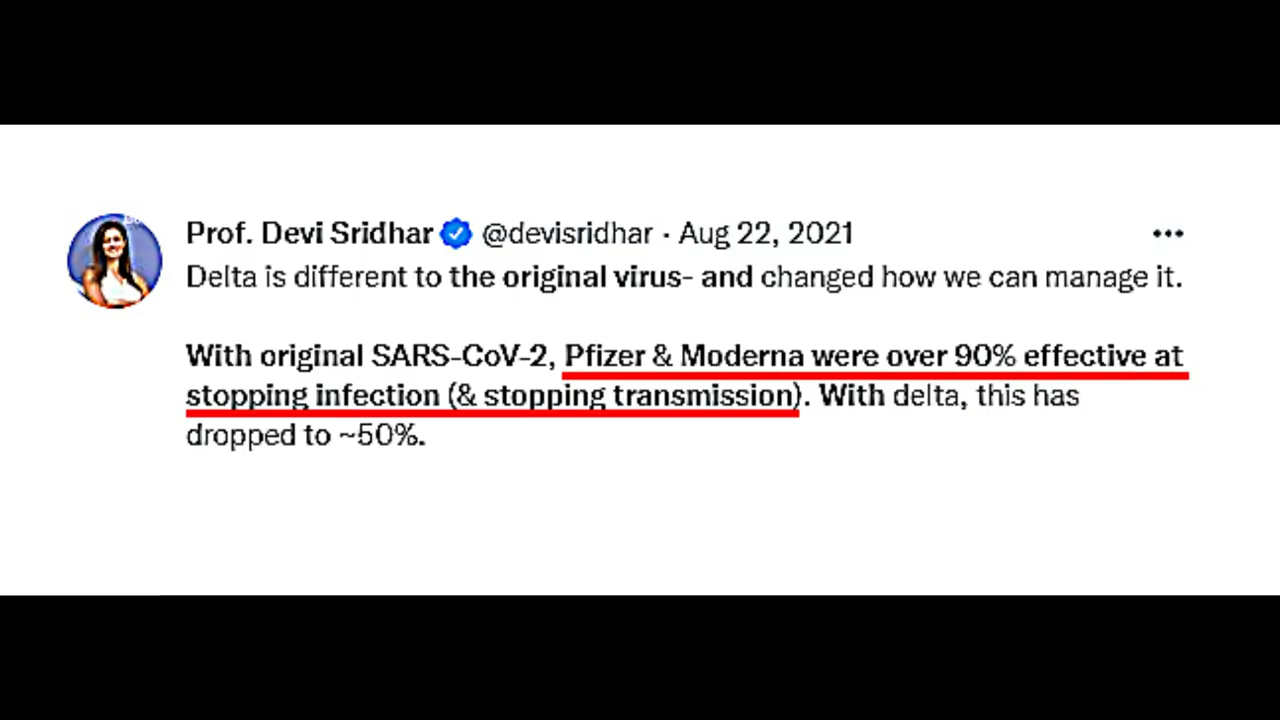 Prof. Devi Sridhar @devisridhar · Aug 22, 2021
Delta is different to the original virus- and changed how we can manage it.
With original SARS-CoV-2, Pfizer & Moderna were over 90% effective at
stopping infection (& stopping transmission). With delta, this has
dropped to ~50%.